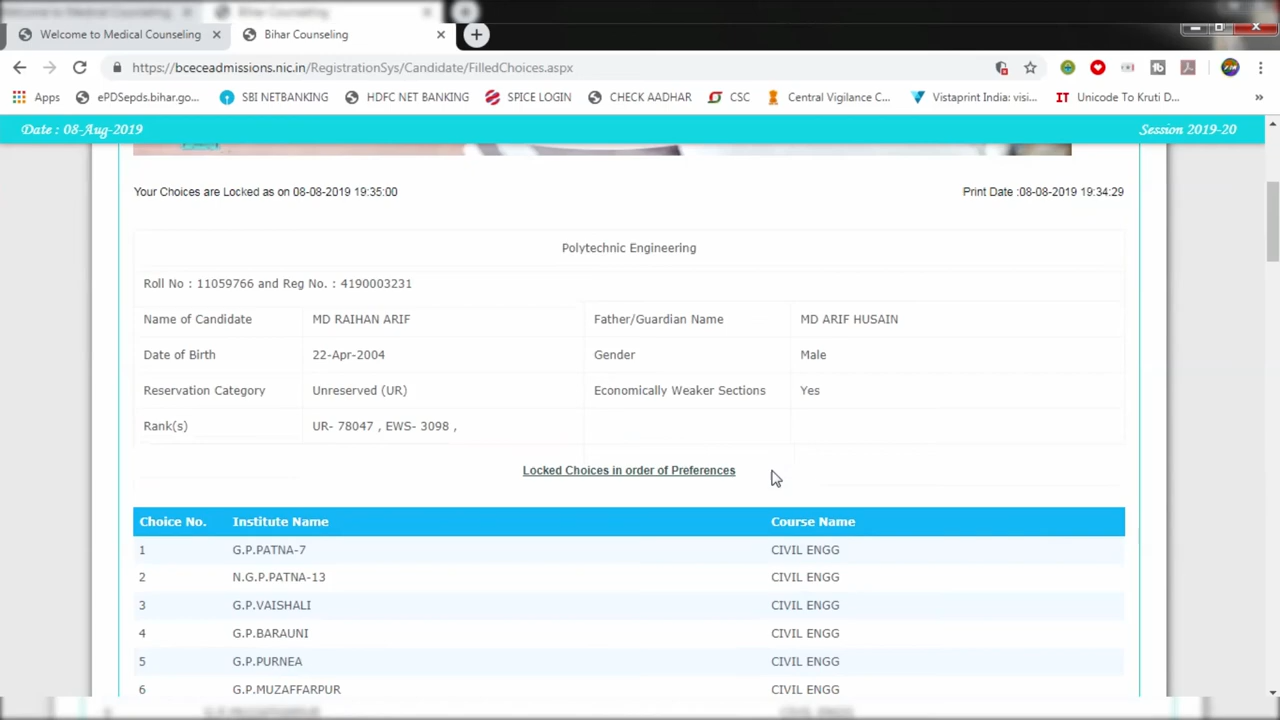 Welcome to Medical Counseling
Bihar Counseling
https://bceceadmissions.nic.in/RegistrationSys/Candidate/FilledChoices.aspx
Apps ePDSepds.bihar.go... SBI NETBANKING HDFC NET BANKING SPICE LOGIN CHECK AADHAR CSC Central Vigilance C... Vistaprint India: visi... IT Unicode To Kruti D... »
Date : 08-Aug-2019 Session 2019-20
Your Choices are Locked as on 08-08-2019 19:35:00 Print Date :08-08-2019 19:34:29
Polytechnic Engineering
Roll No : 11059766 and Reg No. : 4190003231
Name of Candidate MD RAIHAN ARIF Father/Guardian Name MD ARIF HUSAIN
Date of Birth 22-Apr-2004 Gender Male
Reservation Category Unreserved (UR) Economically Weaker Sections Yes
Rank(s) UR- 78047 , EWS- 3098 ,
Locked Choices in order of Preferences
Choice No. Institute Name Course Name
1 G.P.PATNA-7 CIVIL ENGG
2 N.G.P.PATNA-13 CIVIL ENGG
3 G.P.VAISHALI CIVIL ENGG
4 G.P.BARAUNI CIVIL ENGG
5 G.P.PURNEA CIVIL ENGG
6 G.P.MUZAFFARPUR CIVIL ENGG